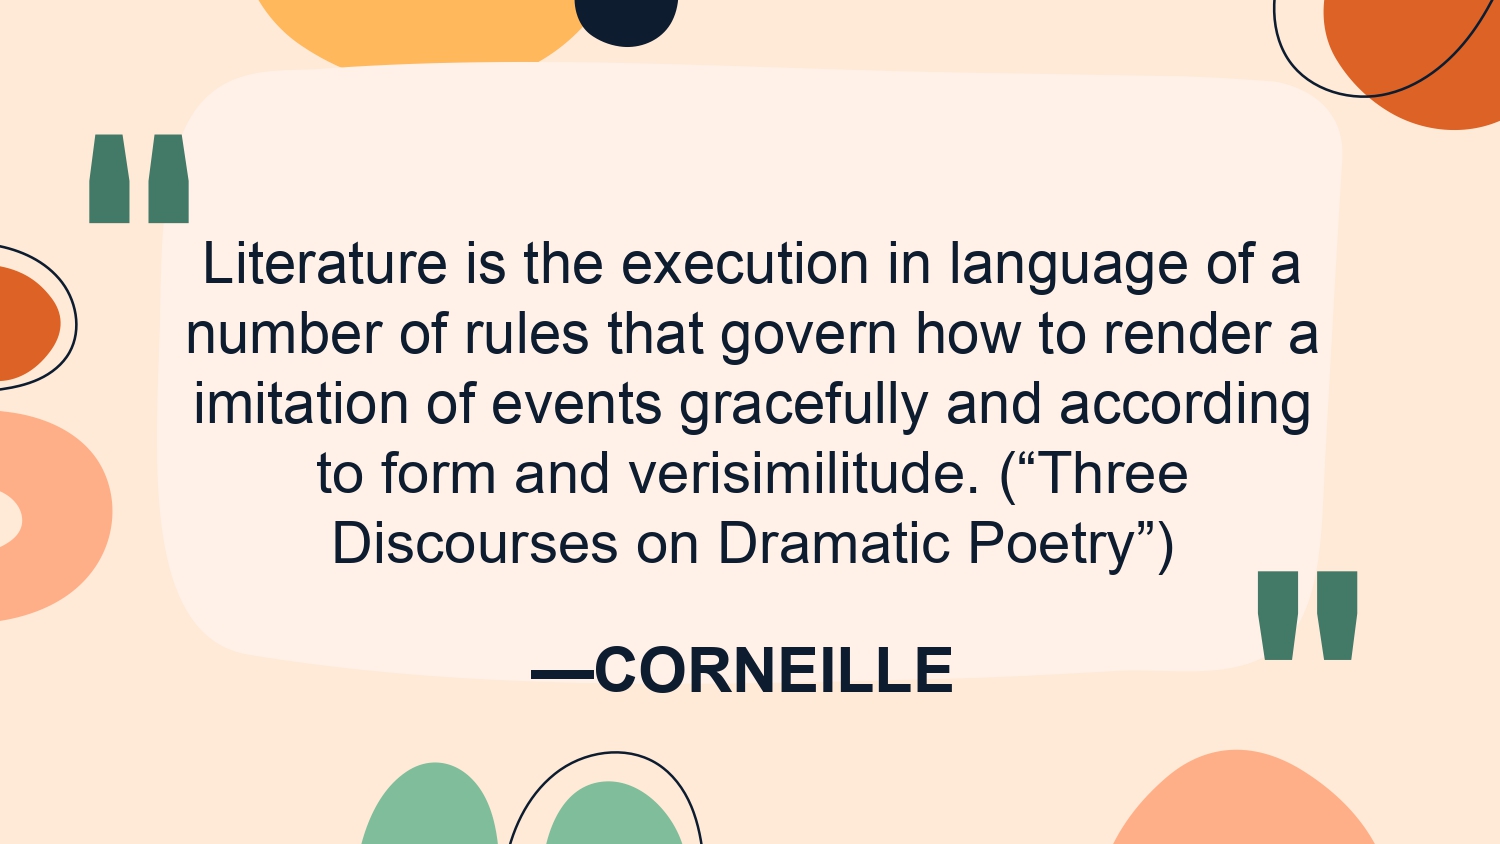 "
Literature is the execution in language of a
number of rules that govern how to render a
imitation of events gracefully and according
to form and verisimilitude. (“Three
Discourses on Dramatic Poetry”)
"
—CORNEILLE